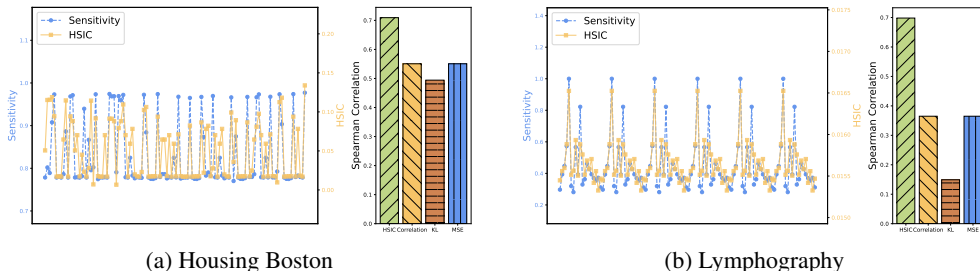 Sensitivity
HSIC
1.1
1.0
0.9
0.8
0.7
Sensitivity
0.20
0.15
0.10
0.05
0.00
HSIC
0.7
0.6
0.5
0.4
0.3
0.2
0.1
0.0
Spearman Correlation
HSIC Correlation KL MSE
(a) Housing Boston
Sensitivity
HSIC
1.4
1.2
1.0
0.8
0.6
0.4
0.2
Sensitivity
0.0175
0.0170
0.0165
0.0160
0.0155
0.0150
HSIC
0.7
0.6
0.5
0.4
0.3
0.2
0.1
0.0
Spearman Correlation
HSIC Correlation KL MSE
(b) Lymphography